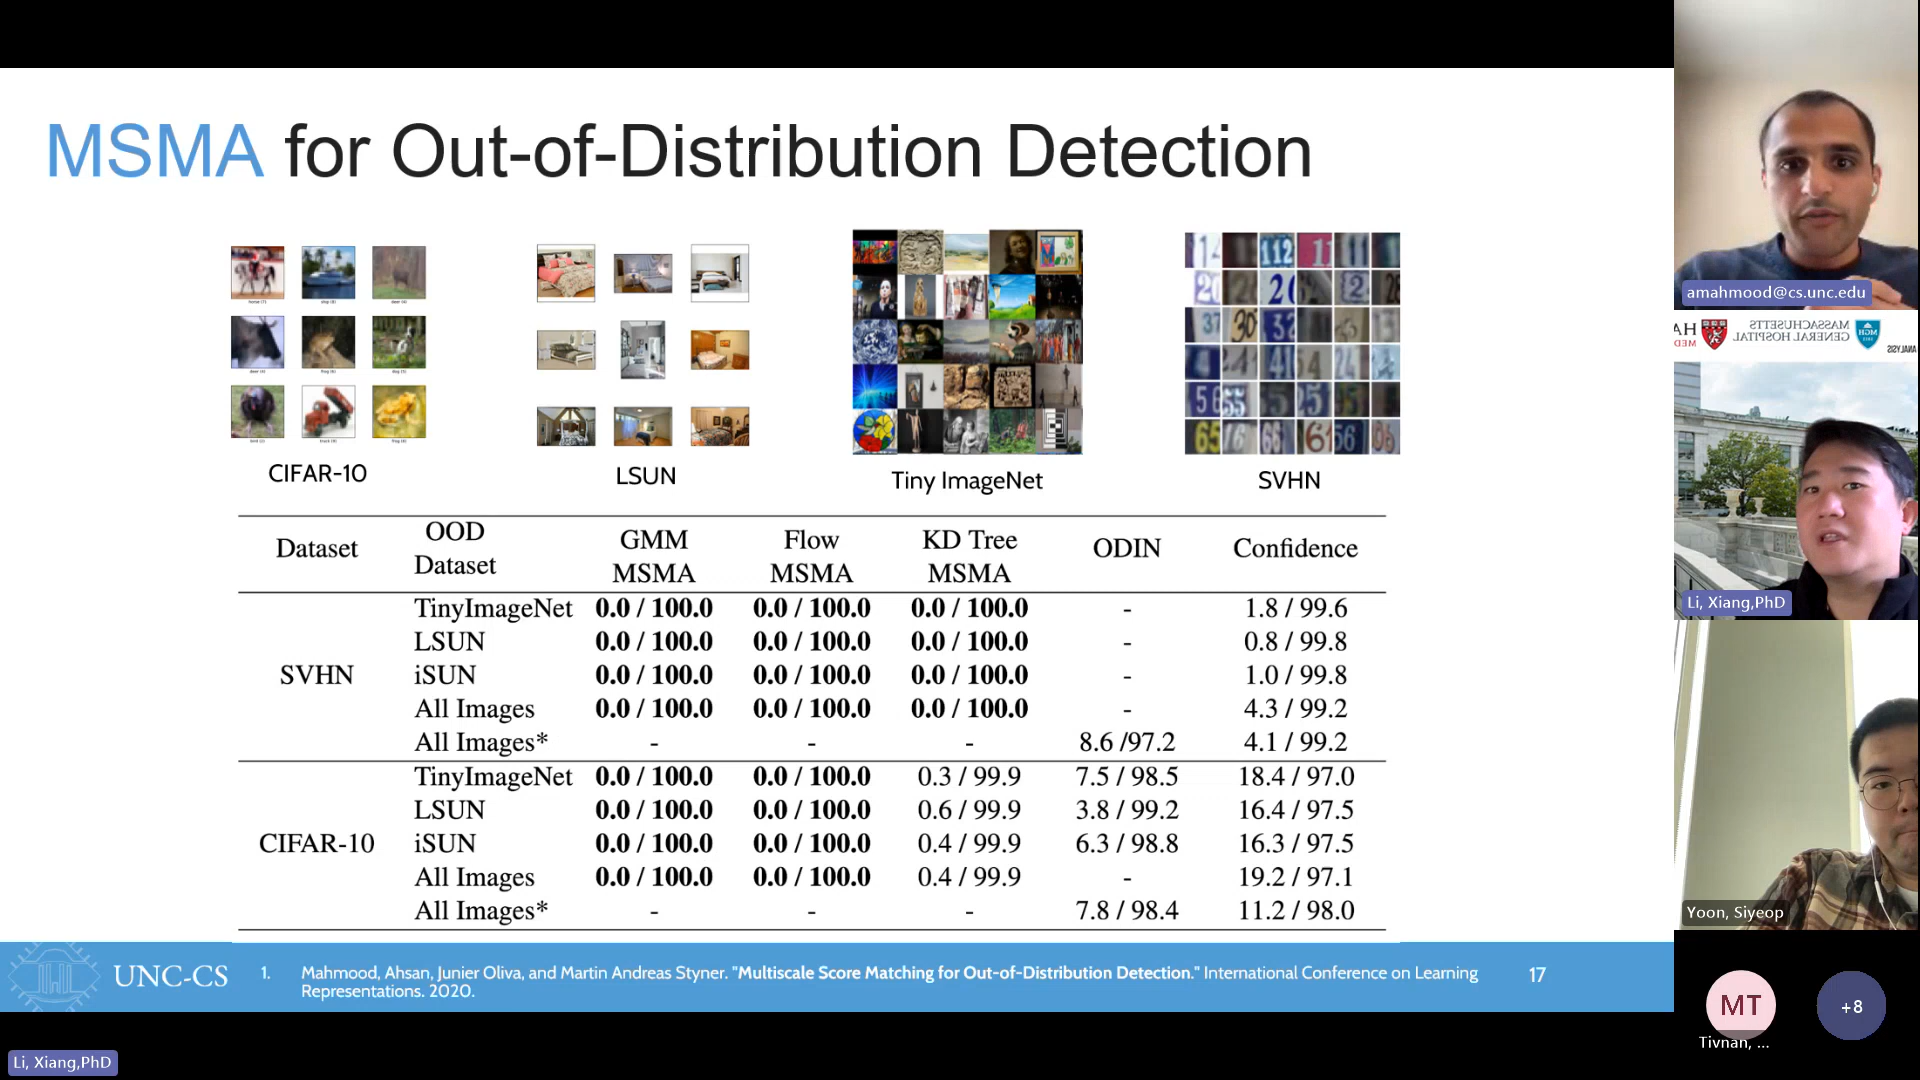 MSMA for Out-of-Distribution Detection
CIFAR-10
LSUN
Tiny ImageNet
SVHN
Dataset OOD Dataset GMM MSMA Flow MSMA KD Tree MSMA ODIN Confidence
SVHN
TinyImageNet 0.0 / 100.0 0.0 / 100.0 0.0 / 100.0 - 1.8 / 99.6
LSUN 0.0 / 100.0 0.0 / 100.0 0.0 / 100.0 - 0.8 / 99.8
iSUN 0.0 / 100.0 0.0 / 100.0 0.0 / 100.0 - 1.0 / 99.8
All Images 0.0 / 100.0 0.0 / 100.0 0.0 / 100.0 - 4.3 / 99.2
All Images* - - - 8.6 /97.2 4.1 / 99.2
CIFAR-10
TinyImageNet 0.0 / 100.0 0.0 / 100.0 0.3 / 99.9 7.5 / 98.5 18.4 / 97.0
LSUN 0.0 / 100.0 0.0 / 100.0 0.6 / 99.9 3.8 / 99.2 16.4 / 97.5
iSUN 0.0 / 100.0 0.0 / 100.0 0.4 / 99.9 6.3 / 98.8 16.3 / 97.5
All Images 0.0 / 100.0 0.0 / 100.0 0.4 / 99.9 - 19.2 / 97.1
All Images* - - - 7.8 / 98.4 11.2 / 98.0
UNC-CS
1. Mahmood, Ahsan, Junier Oliva, and Martin Andreas Styner. "Multiscale Score Matching for Out-of-Distribution Detection." International Conference on Learning
Representations. 2020.
17
amahmood@cs.unc.edu
MASSACHUSETTS
GENERAL HOSPITAL
MGH
Li, Xiang,PhD
Yoon, Siyeop
MT
Tivnan, ...
+8
Li, Xiang,PhD